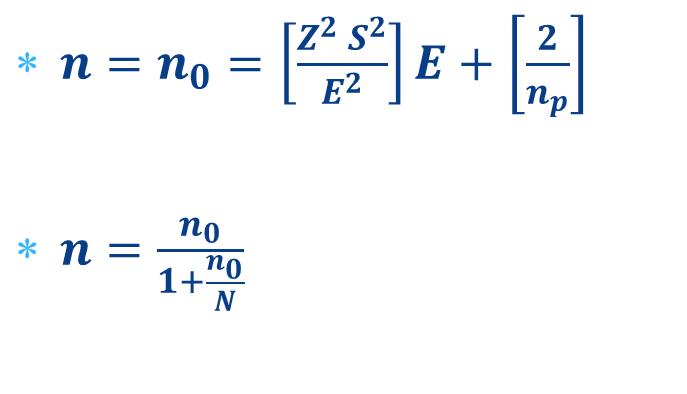 * n = n₀ = [Z² S² / E²] E + [2 / nₚ]
* n = n₀ / (1 + n₀/N)